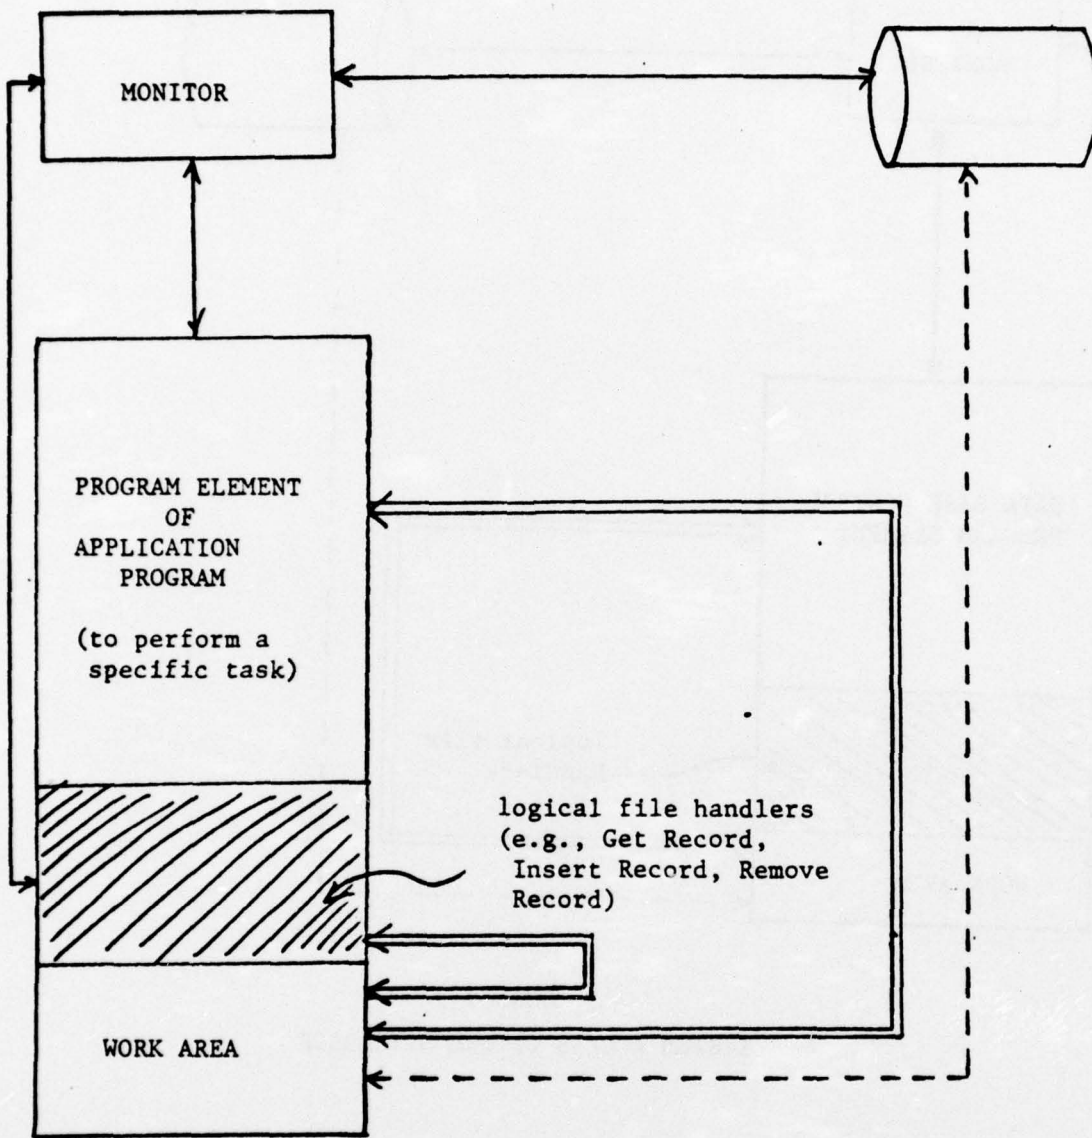 MONITOR
PROGRAM ELEMENT
OF
APPLICATION
PROGRAM
(to perform a
specific task)
logical file handlers
(e.g., Get Record,
Insert Record, Remove
Record)
WORK AREA